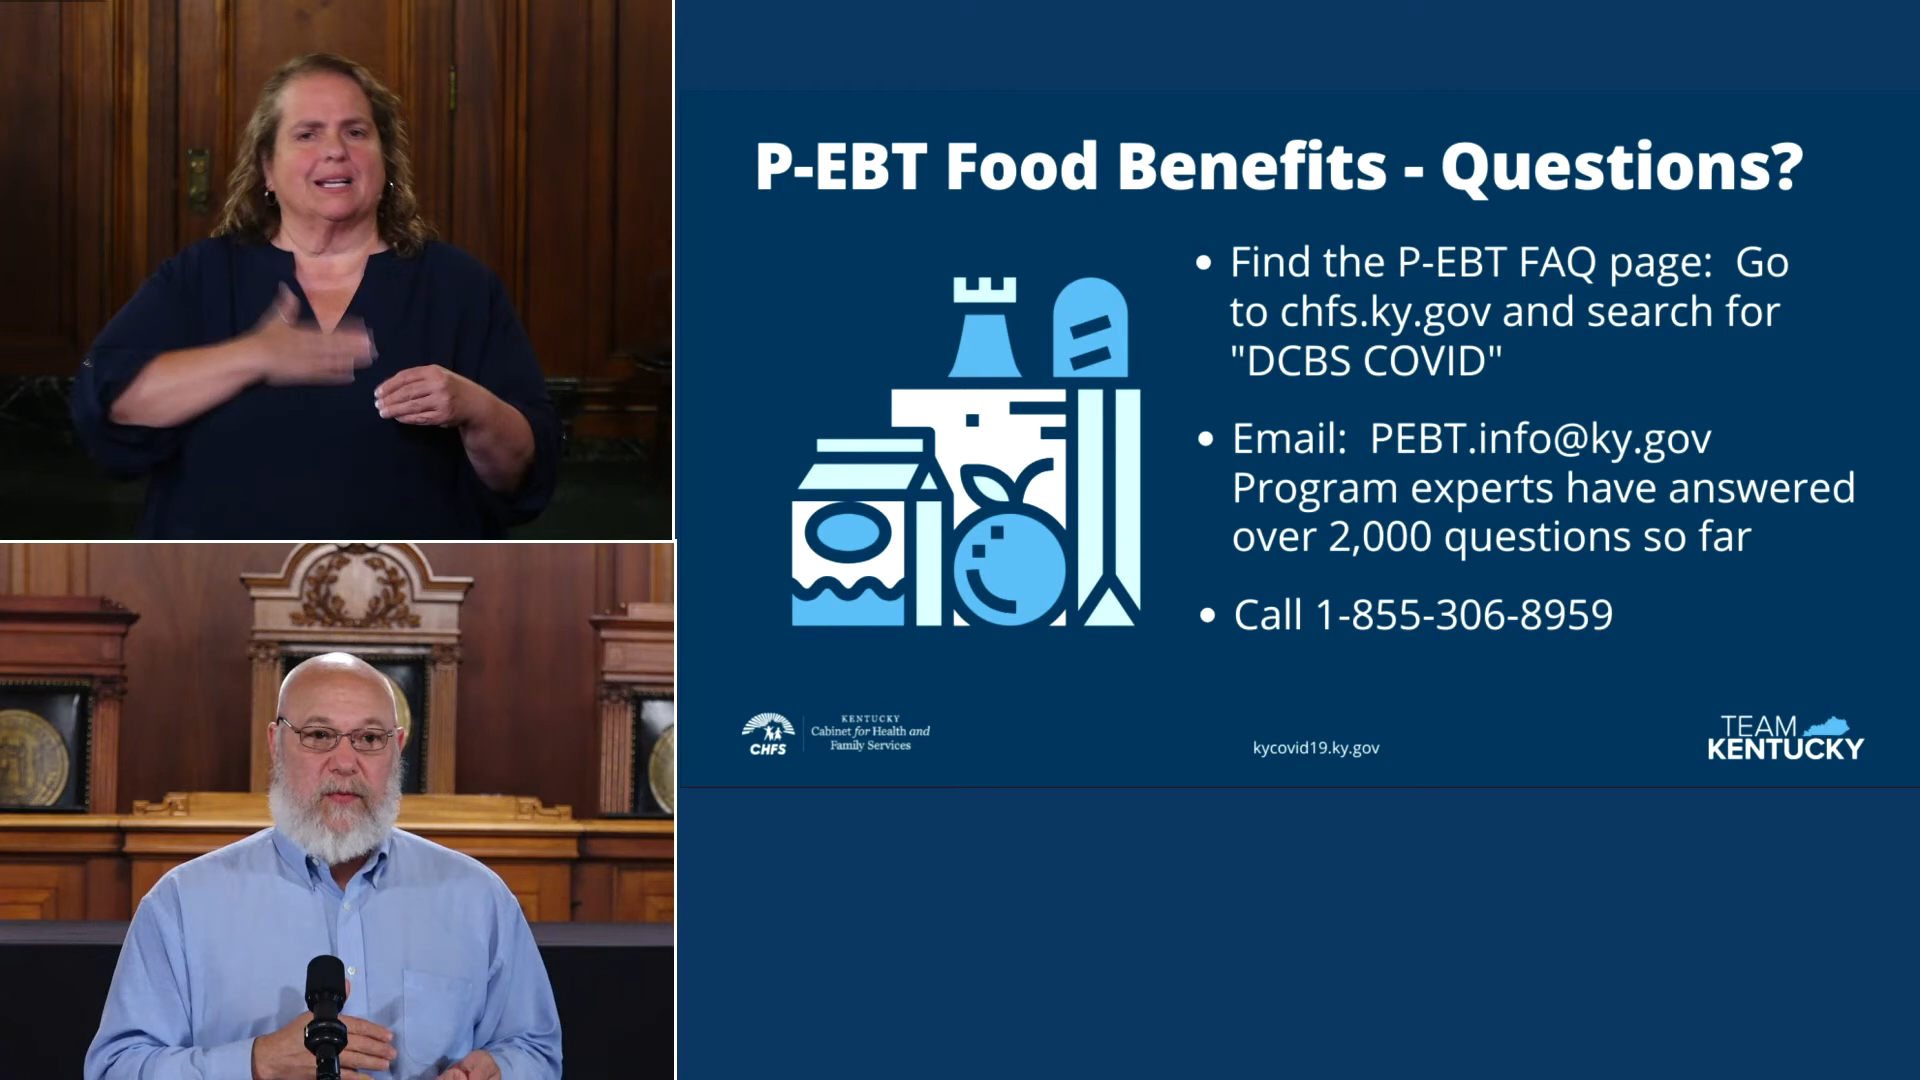 P-EBT Food Benefits - Questions?
• Find the P-EBT FAQ page: Go
to chfs.ky.gov and search for
"DCBS COVID"
• Email: PEBT.info@ky.gov
Program experts have answered
over 2,000 questions so far
• Call 1-855-306-8959
CHFS
KENTUCKY
Cabinet for Health and
Family Services
kycovid19.ky.gov
TEAM
KENTUCKY